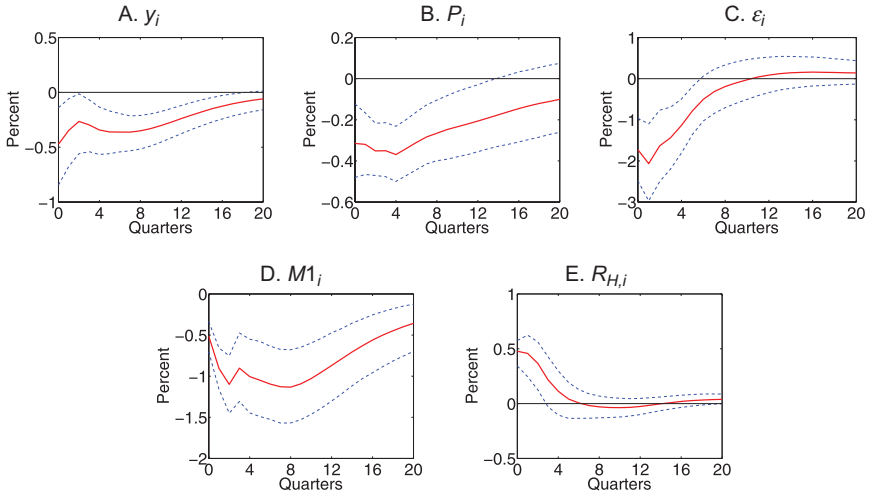 A. y_i
0.5
0
−0.5
−1
Percent
0 4 8 12 16 20
Quarters
B. P_i
0.2
0
−0.2
−0.4
−0.6
Percent
0 4 8 12 16 20
Quarters
C. ε_i
1
0
−1
−2
−3
Percent
0 4 8 12 16 20
Quarters
D. M1_i
0
−0.5
−1
−1.5
−2
Percent
0 4 8 12 16 20
Quarters
E. R_{H,i}
1
0.5
0
−0.5
Percent
0 4 8 12 16 20
Quarters